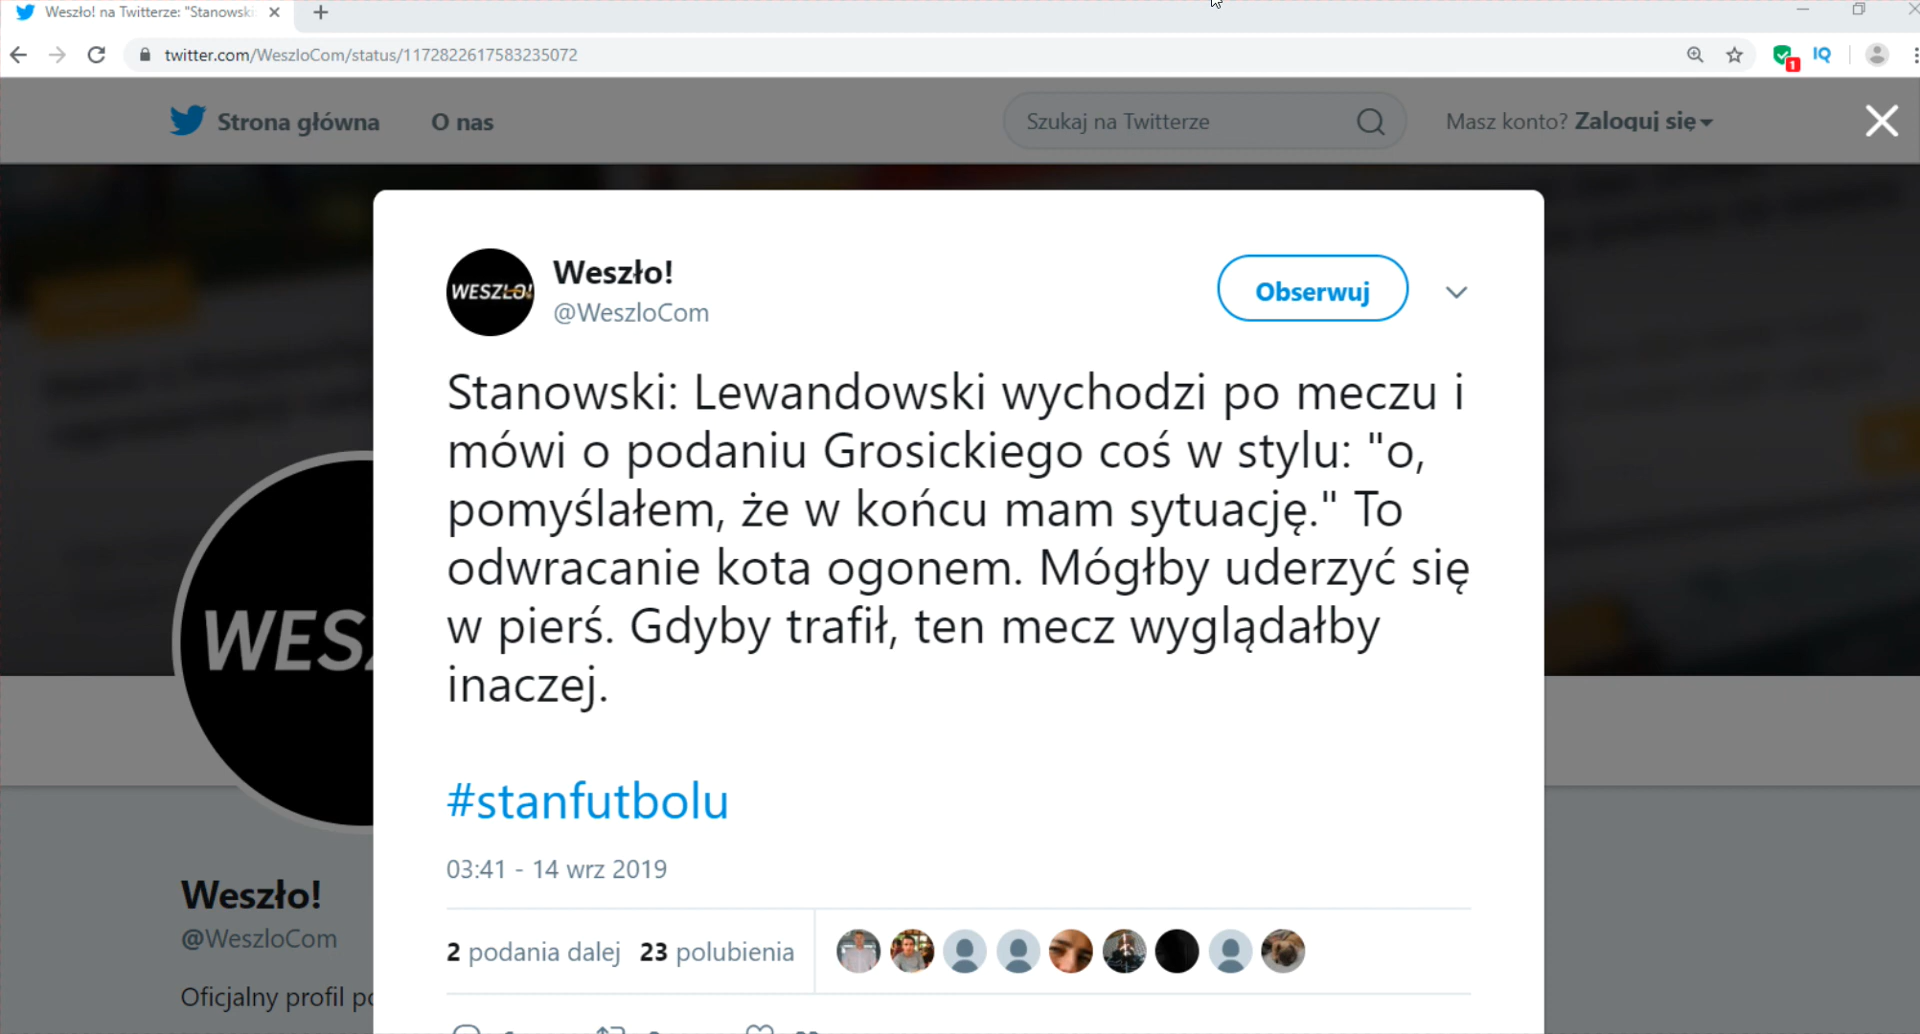 Weszło! na Twitterze: "Stanowski:
twitter.com/WeszloCom/status/1172822617583235072
1
IQ
Strona główna
O nas
Szukaj na Twitterze
Masz konto? Zaloguj się
WESZŁO!
Weszło!
@WeszloCom
Obserwuj
Stanowski: Lewandowski wychodzi po meczu i
mówi o podaniu Grosickiego coś w stylu: "o,
pomyślałem, że w końcu mam sytuację." To
odwracanie kota ogonem. Mógłby uderzyć się
w pierś. Gdyby trafił, ten mecz wyglądałby
inaczej.
#stanfutbolu
03:41 - 14 wrz 2019
2 podania dalej 23 polubienia
WESZ
Weszło!
@WeszloCom
Oficjalny profil